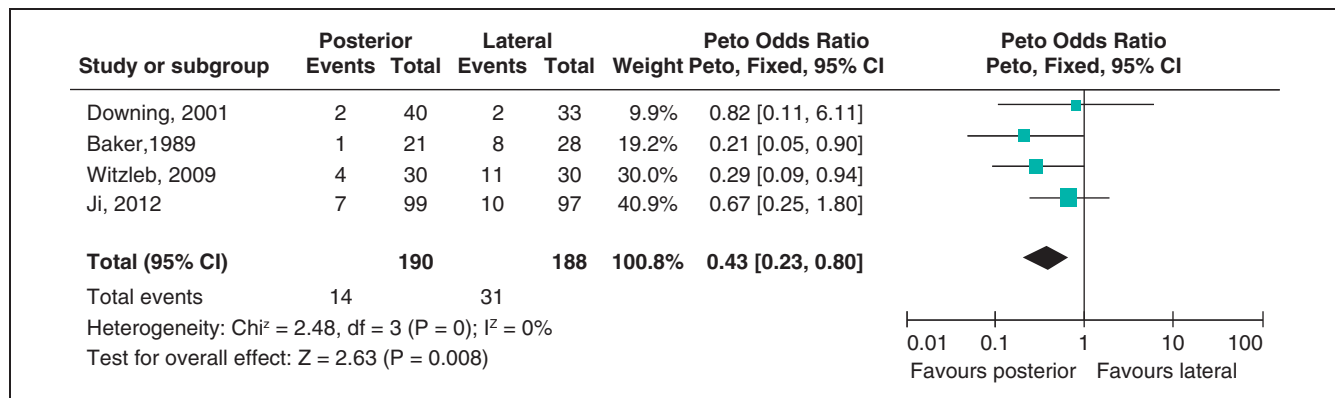 Posterior Lateral Peto Odds Ratio Peto Odds Ratio
Study or subgroup Events Total Events Total Weight Peto, Fixed, 95% CI Peto, Fixed, 95% CI
Downing, 2001 2 40 2 33 9.9% 0.82 [0.11, 6.11]
Baker,1989 1 21 8 28 19.2% 0.21 [0.05, 0.90]
Witzleb, 2009 4 30 11 30 30.0% 0.29 [0.09, 0.94]
Ji, 2012 7 99 10 97 40.9% 0.67 [0.25, 1.80]
Total (95% CI) 190 188 100.8% 0.43 [0.23, 0.80]
Total events 14 31
Heterogeneity: Chiᶻ = 2.48, df = 3 (P = 0); Iᶻ = 0%
Test for overall effect: Z = 2.63 (P = 0.008)
0.01 0.1 1 10 100
Favours posterior Favours lateral